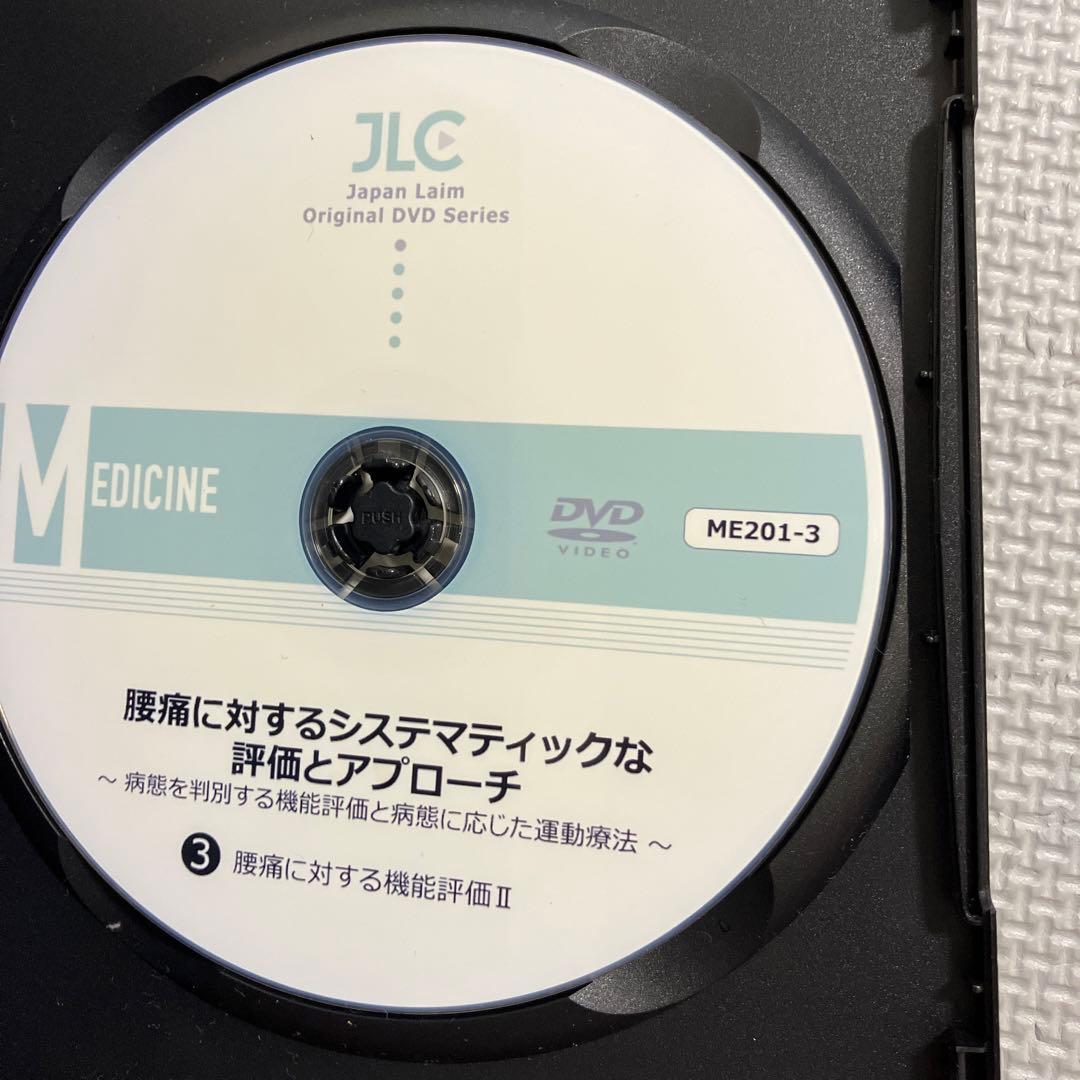 JLC
Japan Laim
Original DVD Series
MEDICINE
PUSH
DVD
VIDEO
ME201-3
腰痛に対するシステマティックな
評価とアプローチ
～ 病態を判別する機能評価と病態に応じた運動療法 ～
3 腰痛に対する機能評価Ⅱ